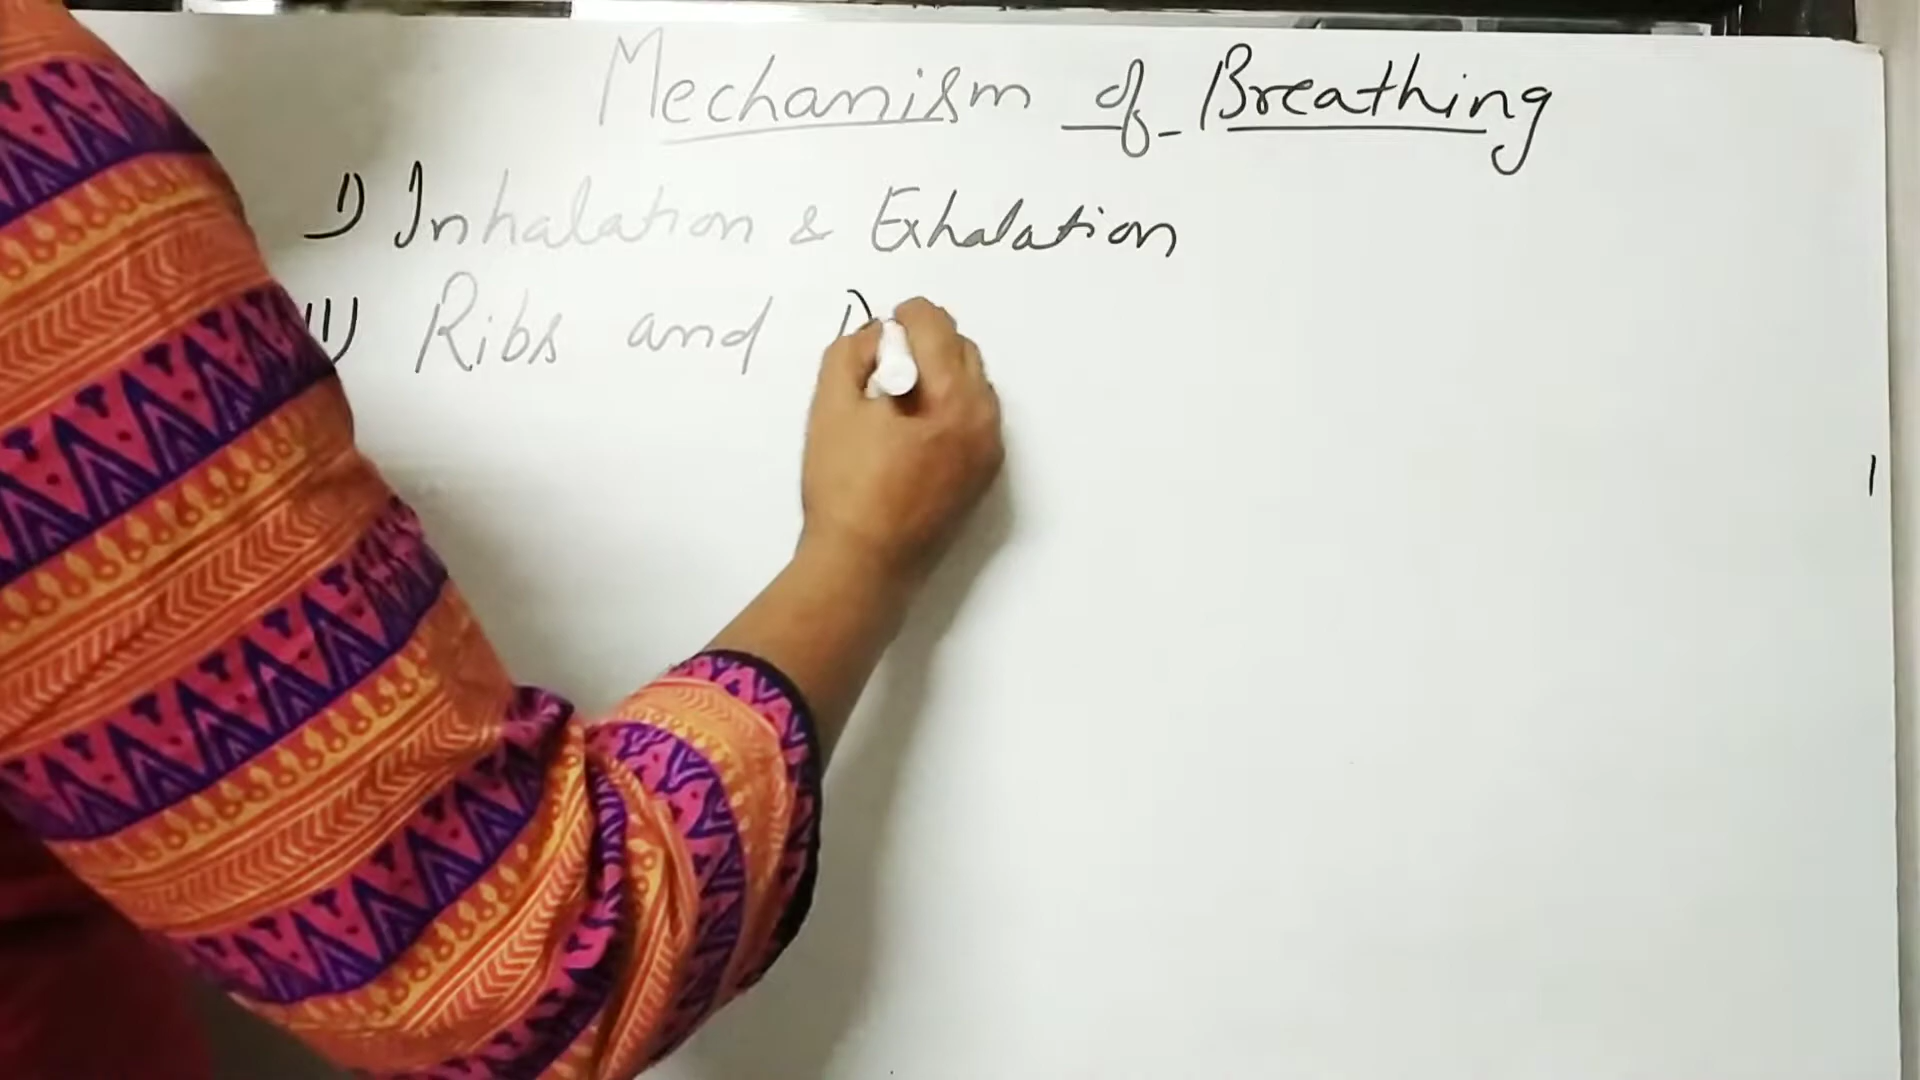 Mechanism of Breathing
I) Inhalation & Exhalation
II) Ribs and